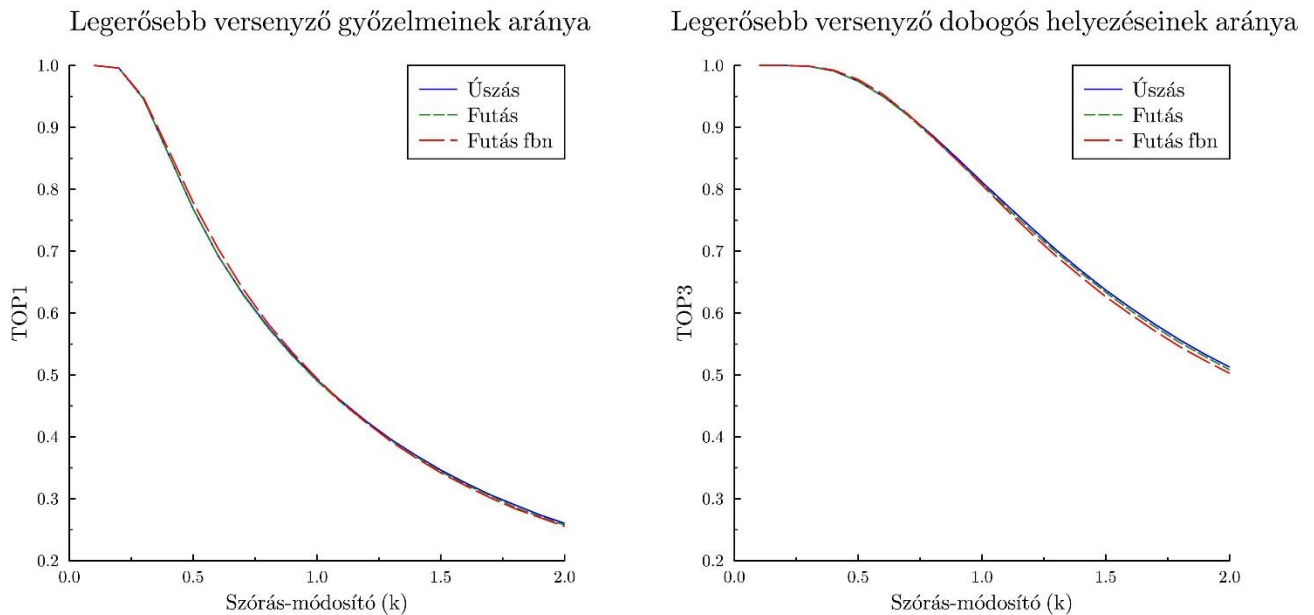 Legerősebb versenyző győzelmeinek aránya
1.0
0.9
0.8
0.7
0.6
0.5
0.4
0.3
0.2
TOP1
Úszás
Futás
Futás fbn
0.0
0.5
1.0
1.5
2.0
Szórás-módosító (k)
Legerősebb versenyző dobogós helyezéseinek aránya
1.0
0.9
0.8
0.7
0.6
0.5
0.4
0.3
0.2
TOP3
Úszás
Futás
Futás fbn
0.0
0.5
1.0
1.5
2.0
Szórás-módosító (k)